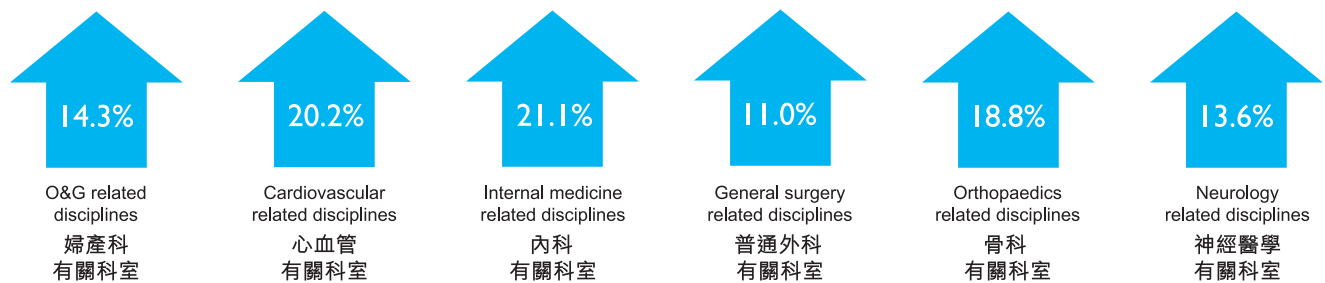 14.3%
O&G related
disciplines
婦產科
有關科室
20.2%
Cardiovascular
related disciplines
心血管
有關科室
21.1%
Internal medicine
related disciplines
內科
有關科室
11.0%
General surgery
related disciplines
普通外科
有關科室
18.8%
Orthopaedics
related disciplines
骨科
有關科室
13.6%
Neurology
related disciplines
神經醫學
有關科室